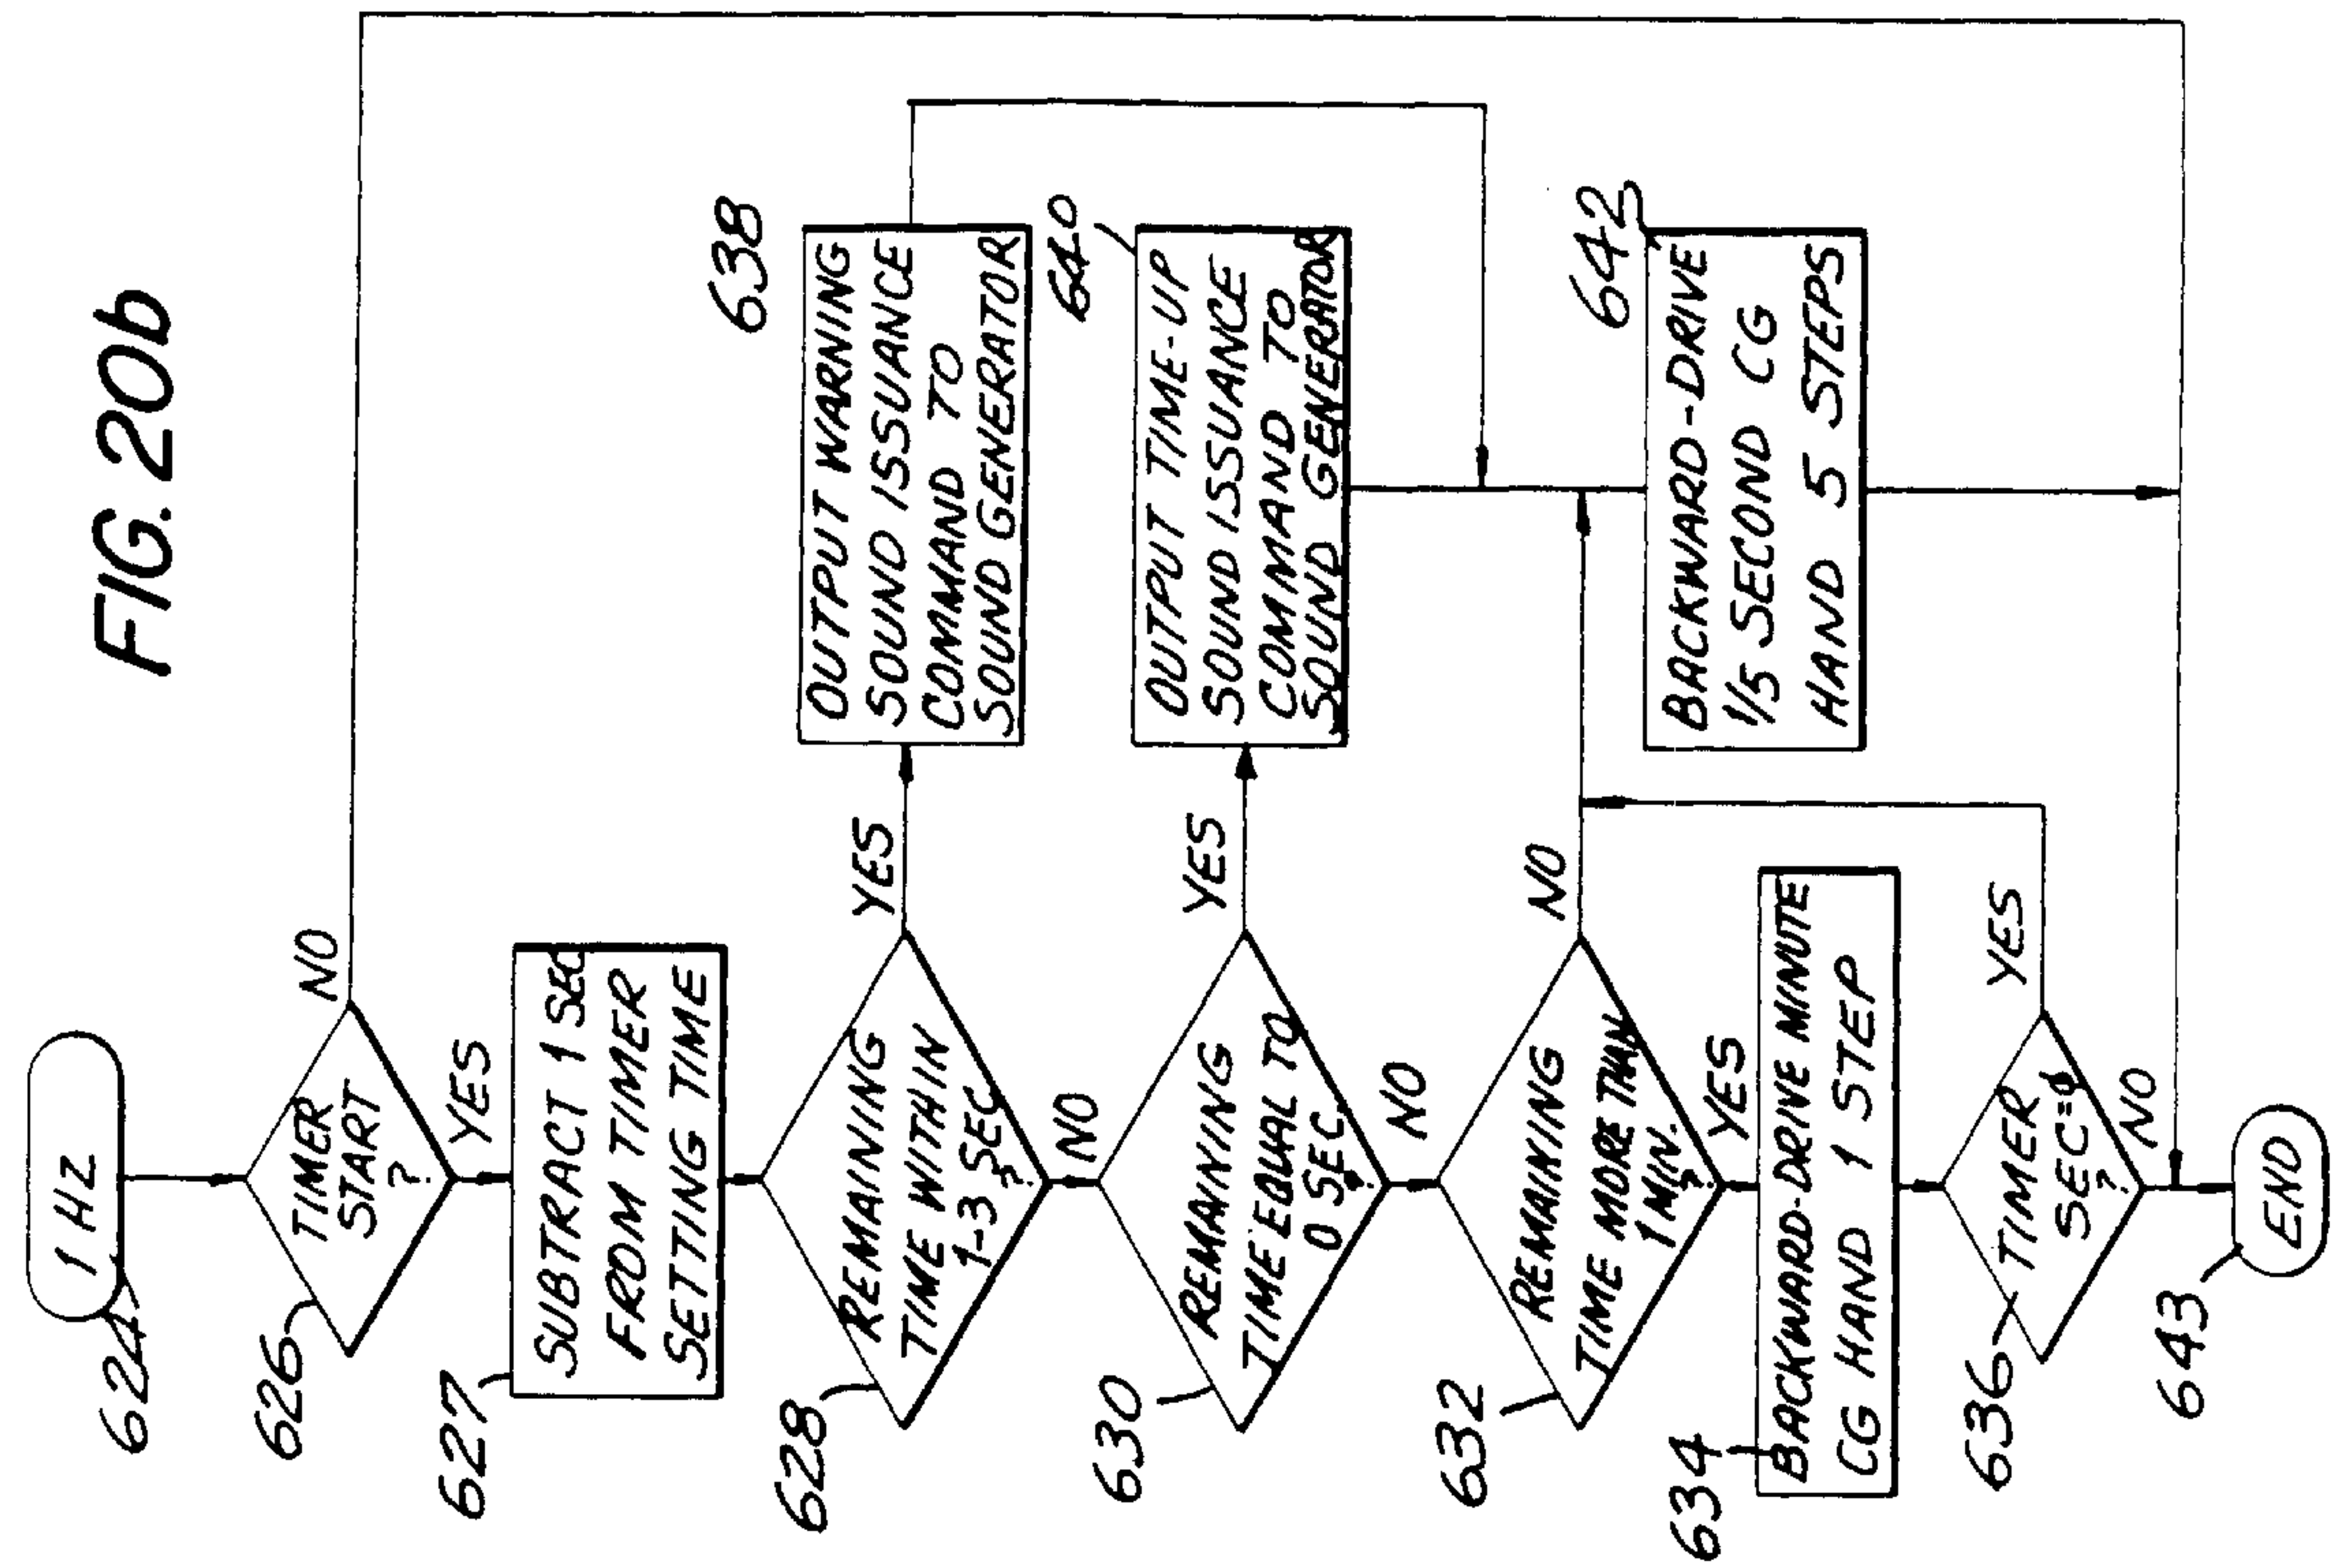 FIG. 20b
1 HZ
624
626
TIMER
START
?
NO
YES
627
SUBTRACT 1 SEC
FROM TIMER
SETTING TIME
628
REMAINING
TIME WITHIN
1-3 SEC
?
YES
NO
638
OUTPUT WARNING
SOUND ISSUANCE
COMMAND TO
SOUND GENERATOR
630
REMAINING
TIME EQUAL TO
0 SEC
?
YES
NO
640
OUTPUT TIME-UP
SOUND ISSUANCE
COMMAND TO
SOUND GENERATOR
632
REMAINING
TIME MORE THAN
1 MIN.
?
NO
YES
642
BACKWARD-DRIVE
1/5 SECOND CG
HAND 5 STEPS
634
BACKWARD-DRIVE MINUTE
CG HAND 1 STEP
636
TIMER
SEC=0
?
YES
NO
643
END